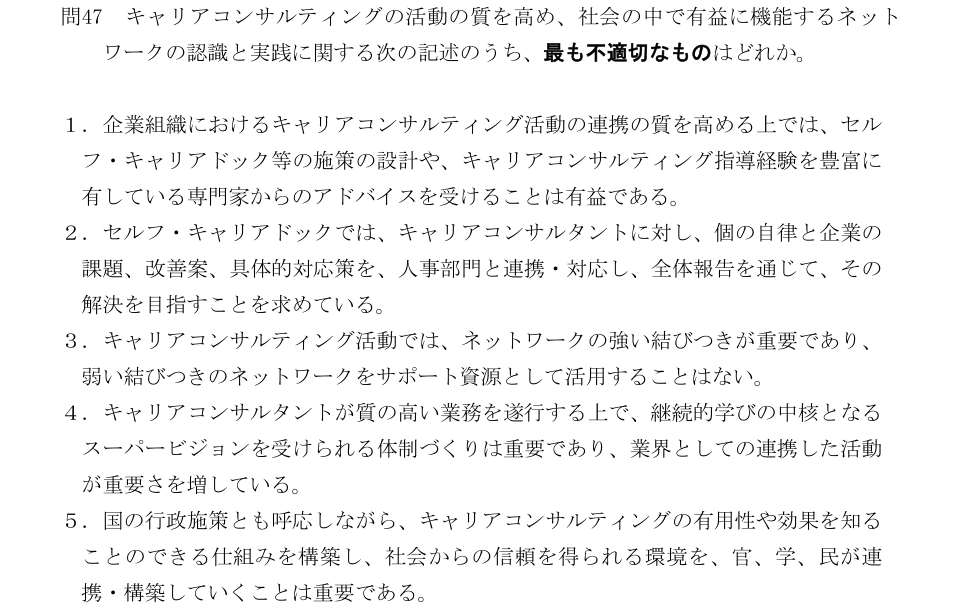 問47　キャリアコンサルティングの活動の質を高め、社会の中で有益に機能するネット
ワークの認識と実践に関する次の記述のうち、最も不適切なものはどれか。
１．企業組織におけるキャリアコンサルティング活動の連携の質を高める上では、セル
フ・キャリアドック等の施策の設計や、キャリアコンサルティング指導経験を豊富に
有している専門家からのアドバイスを受けることは有益である。
２．セルフ・キャリアドックでは、キャリアコンサルタントに対し、個の自律と企業の
課題、改善案、具体的対応策を、人事部門と連携・対応し、全体報告を通じて、その
解決を目指すことを求めている。
３．キャリアコンサルティング活動では、ネットワークの強い結びつきが重要であり、
弱い結びつきのネットワークをサポート資源として活用することはない。
４．キャリアコンサルタントが質の高い業務を遂行する上で、継続的学びの中核となる
スーパービジョンを受けられる体制づくりは重要であり、業界としての連携した活動
が重要さを増している。
５．国の行政施策とも呼応しながら、キャリアコンサルティングの有用性や効果を知る
ことのできる仕組みを構築し、社会からの信頼を得られる環境を、官、学、民が連
携・構築していくことは重要である。